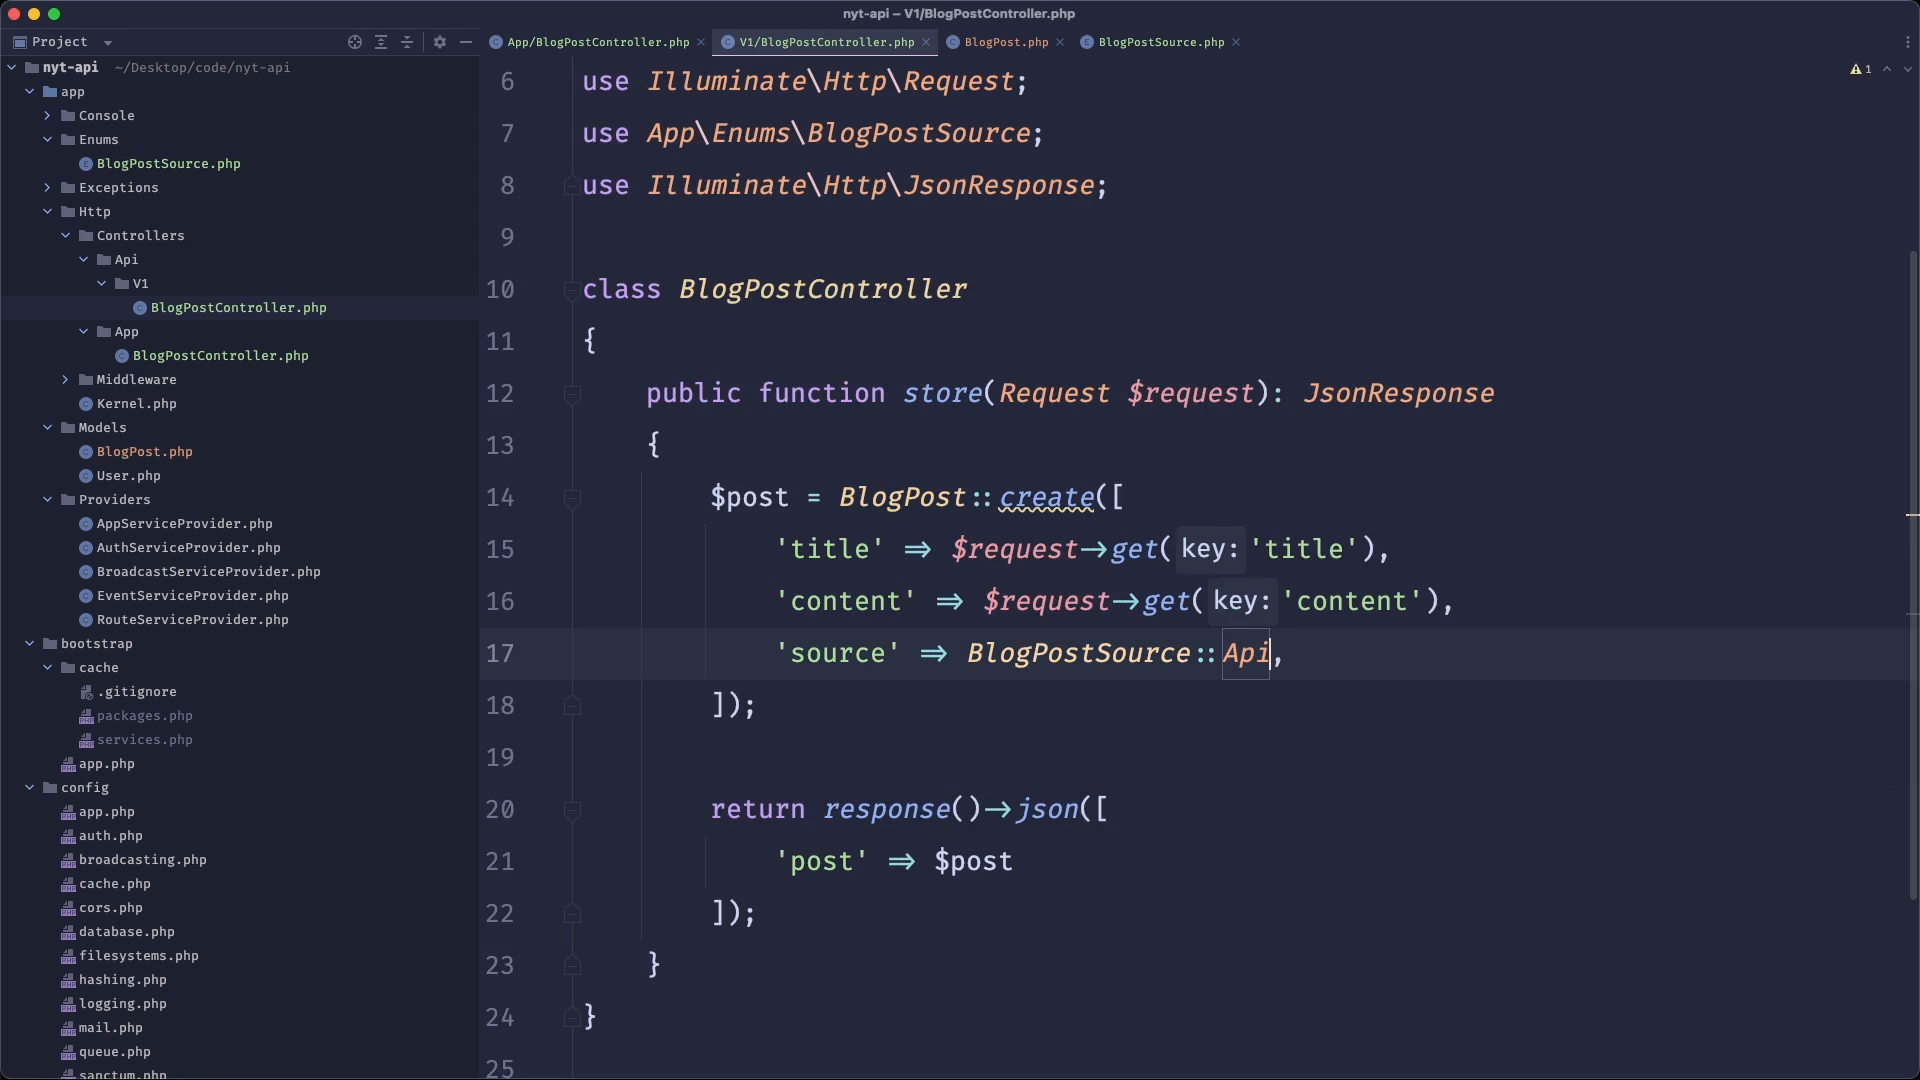 nyt-api – V1/BlogPostController.php
Project
App/BlogPostController.php
V1/BlogPostController.php
BlogPost.php
BlogPostSource.php
nyt-api ~/Desktop/code/nyt-api
app
Console
Enums
BlogPostSource.php
Exceptions
Http
Controllers
Api
V1
BlogPostController.php
App
BlogPostController.php
Middleware
Kernel.php
Models
BlogPost.php
User.php
Providers
AppServiceProvider.php
AuthServiceProvider.php
BroadcastServiceProvider.php
EventServiceProvider.php
RouteServiceProvider.php
bootstrap
cache
.gitignore
packages.php
services.php
app.php
config
app.php
auth.php
broadcasting.php
cache.php
cors.php
database.php
filesystems.php
hashing.php
logging.php
mail.php
queue.php
sanctum.php
1
6 use Illuminate\Http\Request;
7 use App\Enums\BlogPostSource;
8 use Illuminate\Http\JsonResponse;
9
10 class BlogPostController
11 {
12 public function store(Request $request): JsonResponse
13 {
14 $post = BlogPost::create([
15 'title' => $request->get( key: 'title'),
16 'content' => $request->get( key: 'content'),
17 'source' => BlogPostSource::Api,
18 ]);
19
20 return response()->json([
21 'post' => $post
22 ]);
23 }
24 }
25